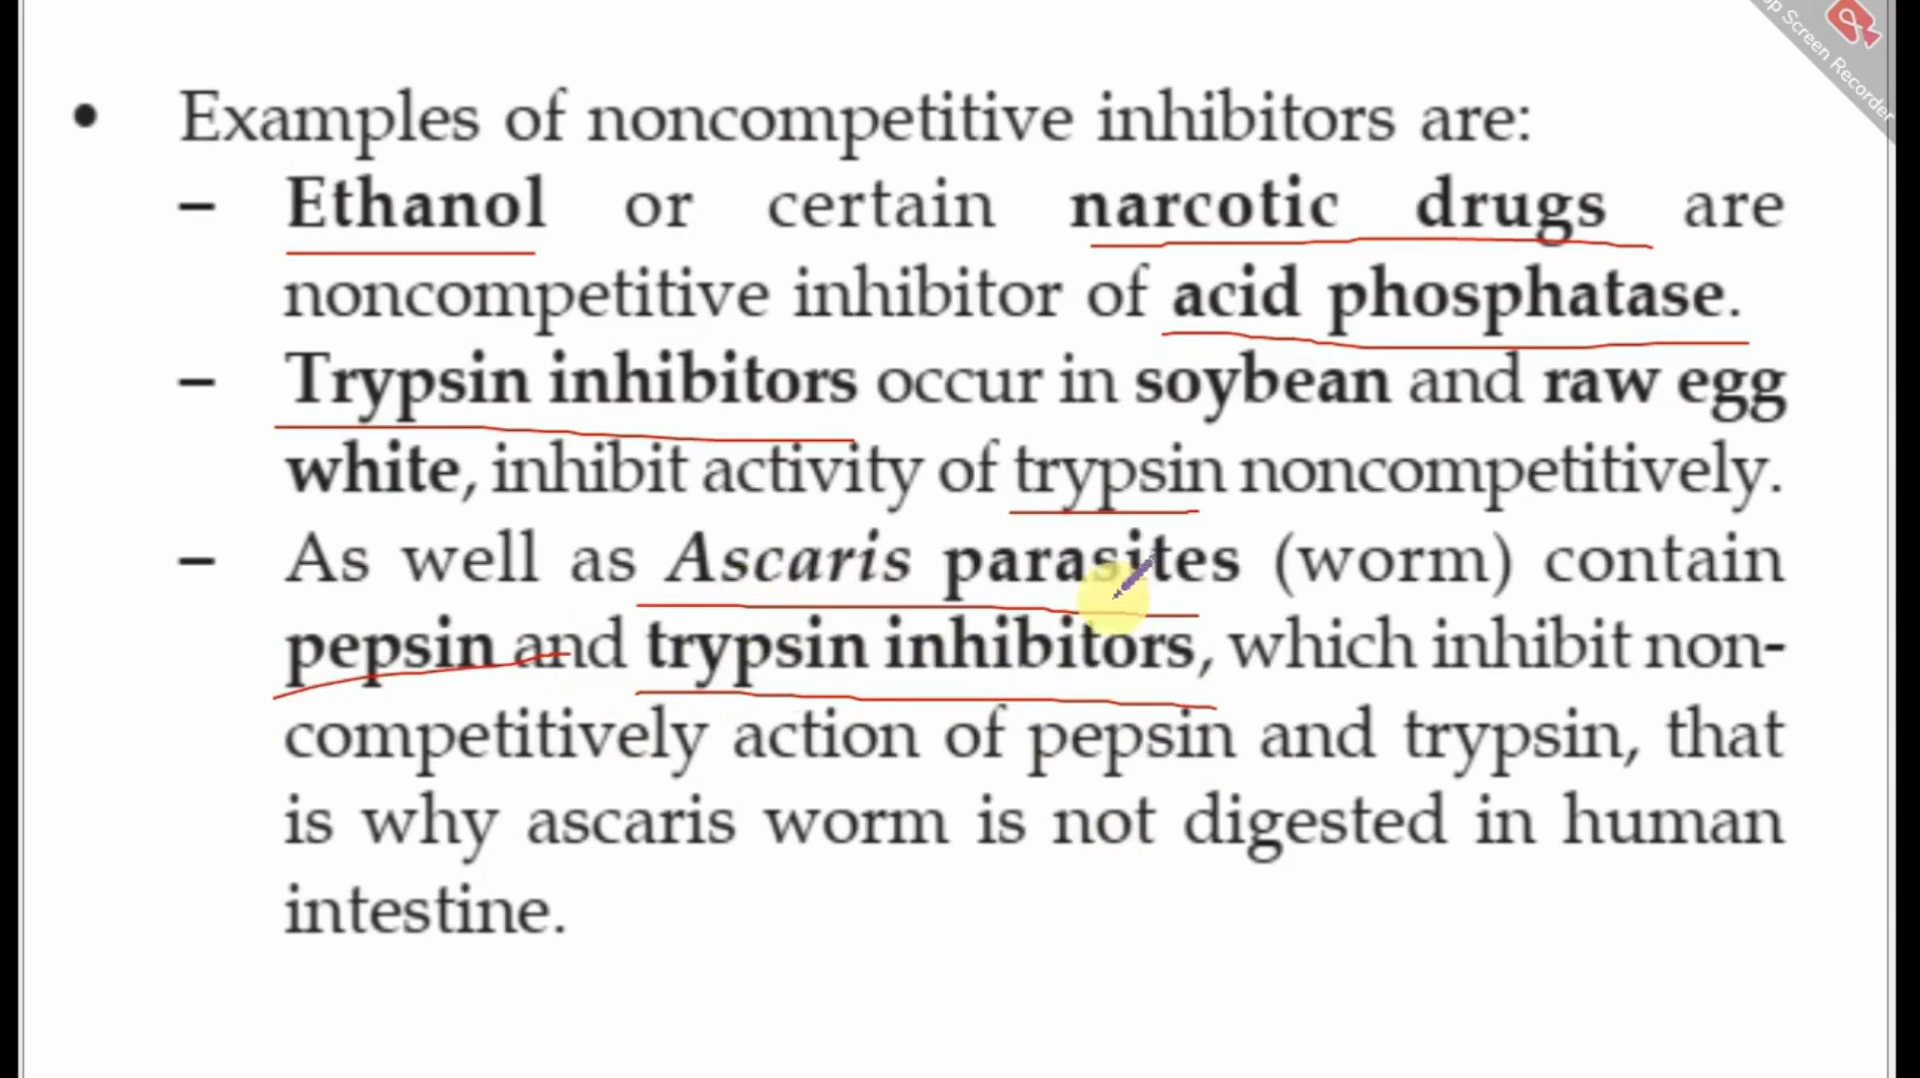 • Examples of noncompetitive inhibitors are:
– Ethanol or certain narcotic drugs are
noncompetitive inhibitor of acid phosphatase.
– Trypsin inhibitors occur in soybean and raw egg
white, inhibit activity of trypsin noncompetitively.
– As well as Ascaris parasites (worm) contain
pepsin and trypsin inhibitors, which inhibit non-
competitively action of pepsin and trypsin, that
is why ascaris worm is not digested in human
intestine.
Screen Recorder